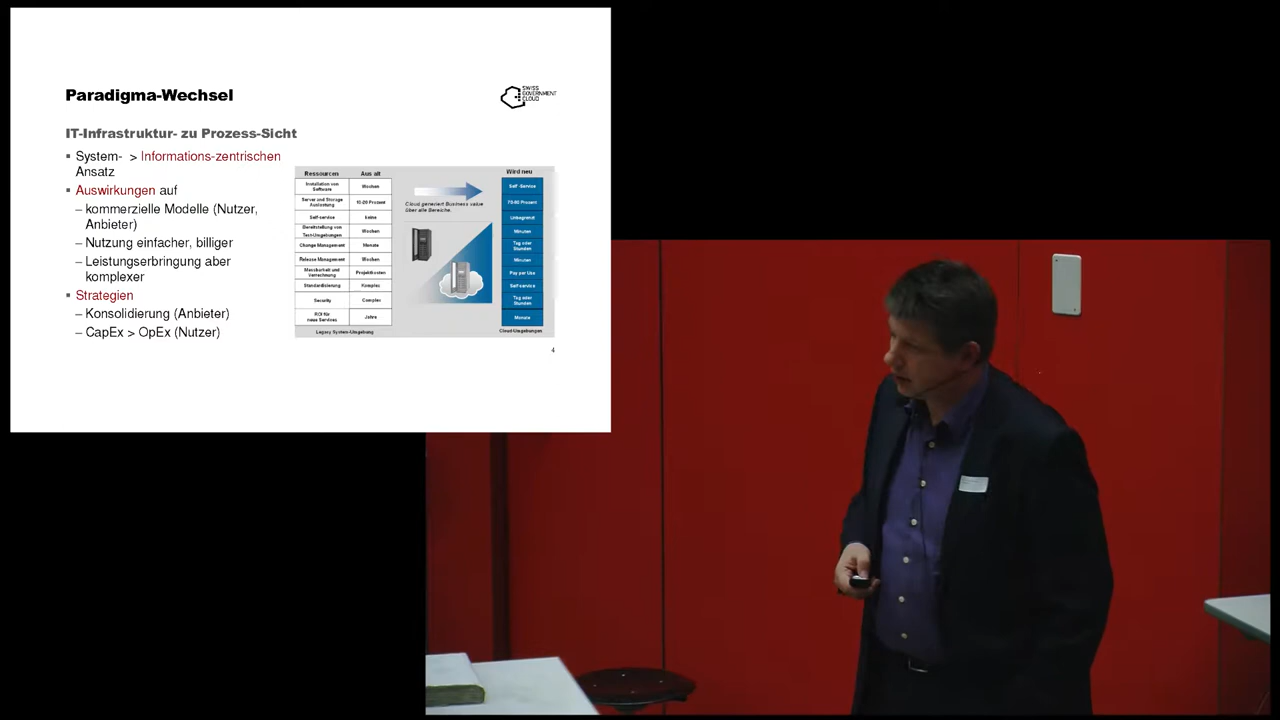 Paradigma-Wechsel
SWISS
GOVERNMENT
CLOUD
IT-Infrastruktur- zu Prozess-Sicht
▪ System- > Informations-zentrischen
Ansatz
▪ Auswirkungen auf
– kommerzielle Modelle (Nutzer,
Anbieter)
– Nutzung einfacher, billiger
– Leistungserbringung aber
komplexer
▪ Strategien
– Konsolidierung (Anbieter)
– CapEx > OpEx (Nutzer)
Ressourcen Aus alt
Installation von
Software
Wochen
Server und Storage
Auslastung
10-20 Prozent
Self-service keine
Bereitstellung von
Test-Umgebungen
Wochen
Change Management Monate
Release Management Wochen
Messbarkeit und
Verrechnung
Projektkosten
Standardisierung Komplex
Security Complex
ROI für
neue Services
Jahre
Legacy System-Umgebung
Cloud generiert Business value
über alle Bereiche.
Wird neu
Self-Service
70-90 Prozent
Unbegrenzt
Minuten
Tag oder
Stunden
Minuten
Pay per Use
Self-service
Tag oder
Stunden
Monate
Cloud-Umgebungen
4